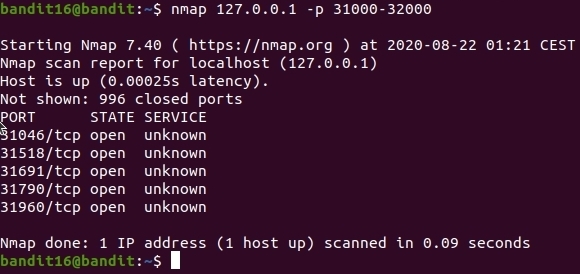 bandit16@bandit:~$ nmap 127.0.0.1 -p 31000-32000
Starting Nmap 7.40 ( https://nmap.org ) at 2020-08-22 01:21 CEST
Nmap scan report for localhost (127.0.0.1)
Host is up (0.00025s latency).
Not shown: 996 closed ports
PORT      STATE SERVICE
31046/tcp open  unknown
31518/tcp open  unknown
31691/tcp open  unknown
31790/tcp open  unknown
31960/tcp open  unknown
Nmap done: 1 IP address (1 host up) scanned in 0.09 seconds
bandit16@bandit:~$